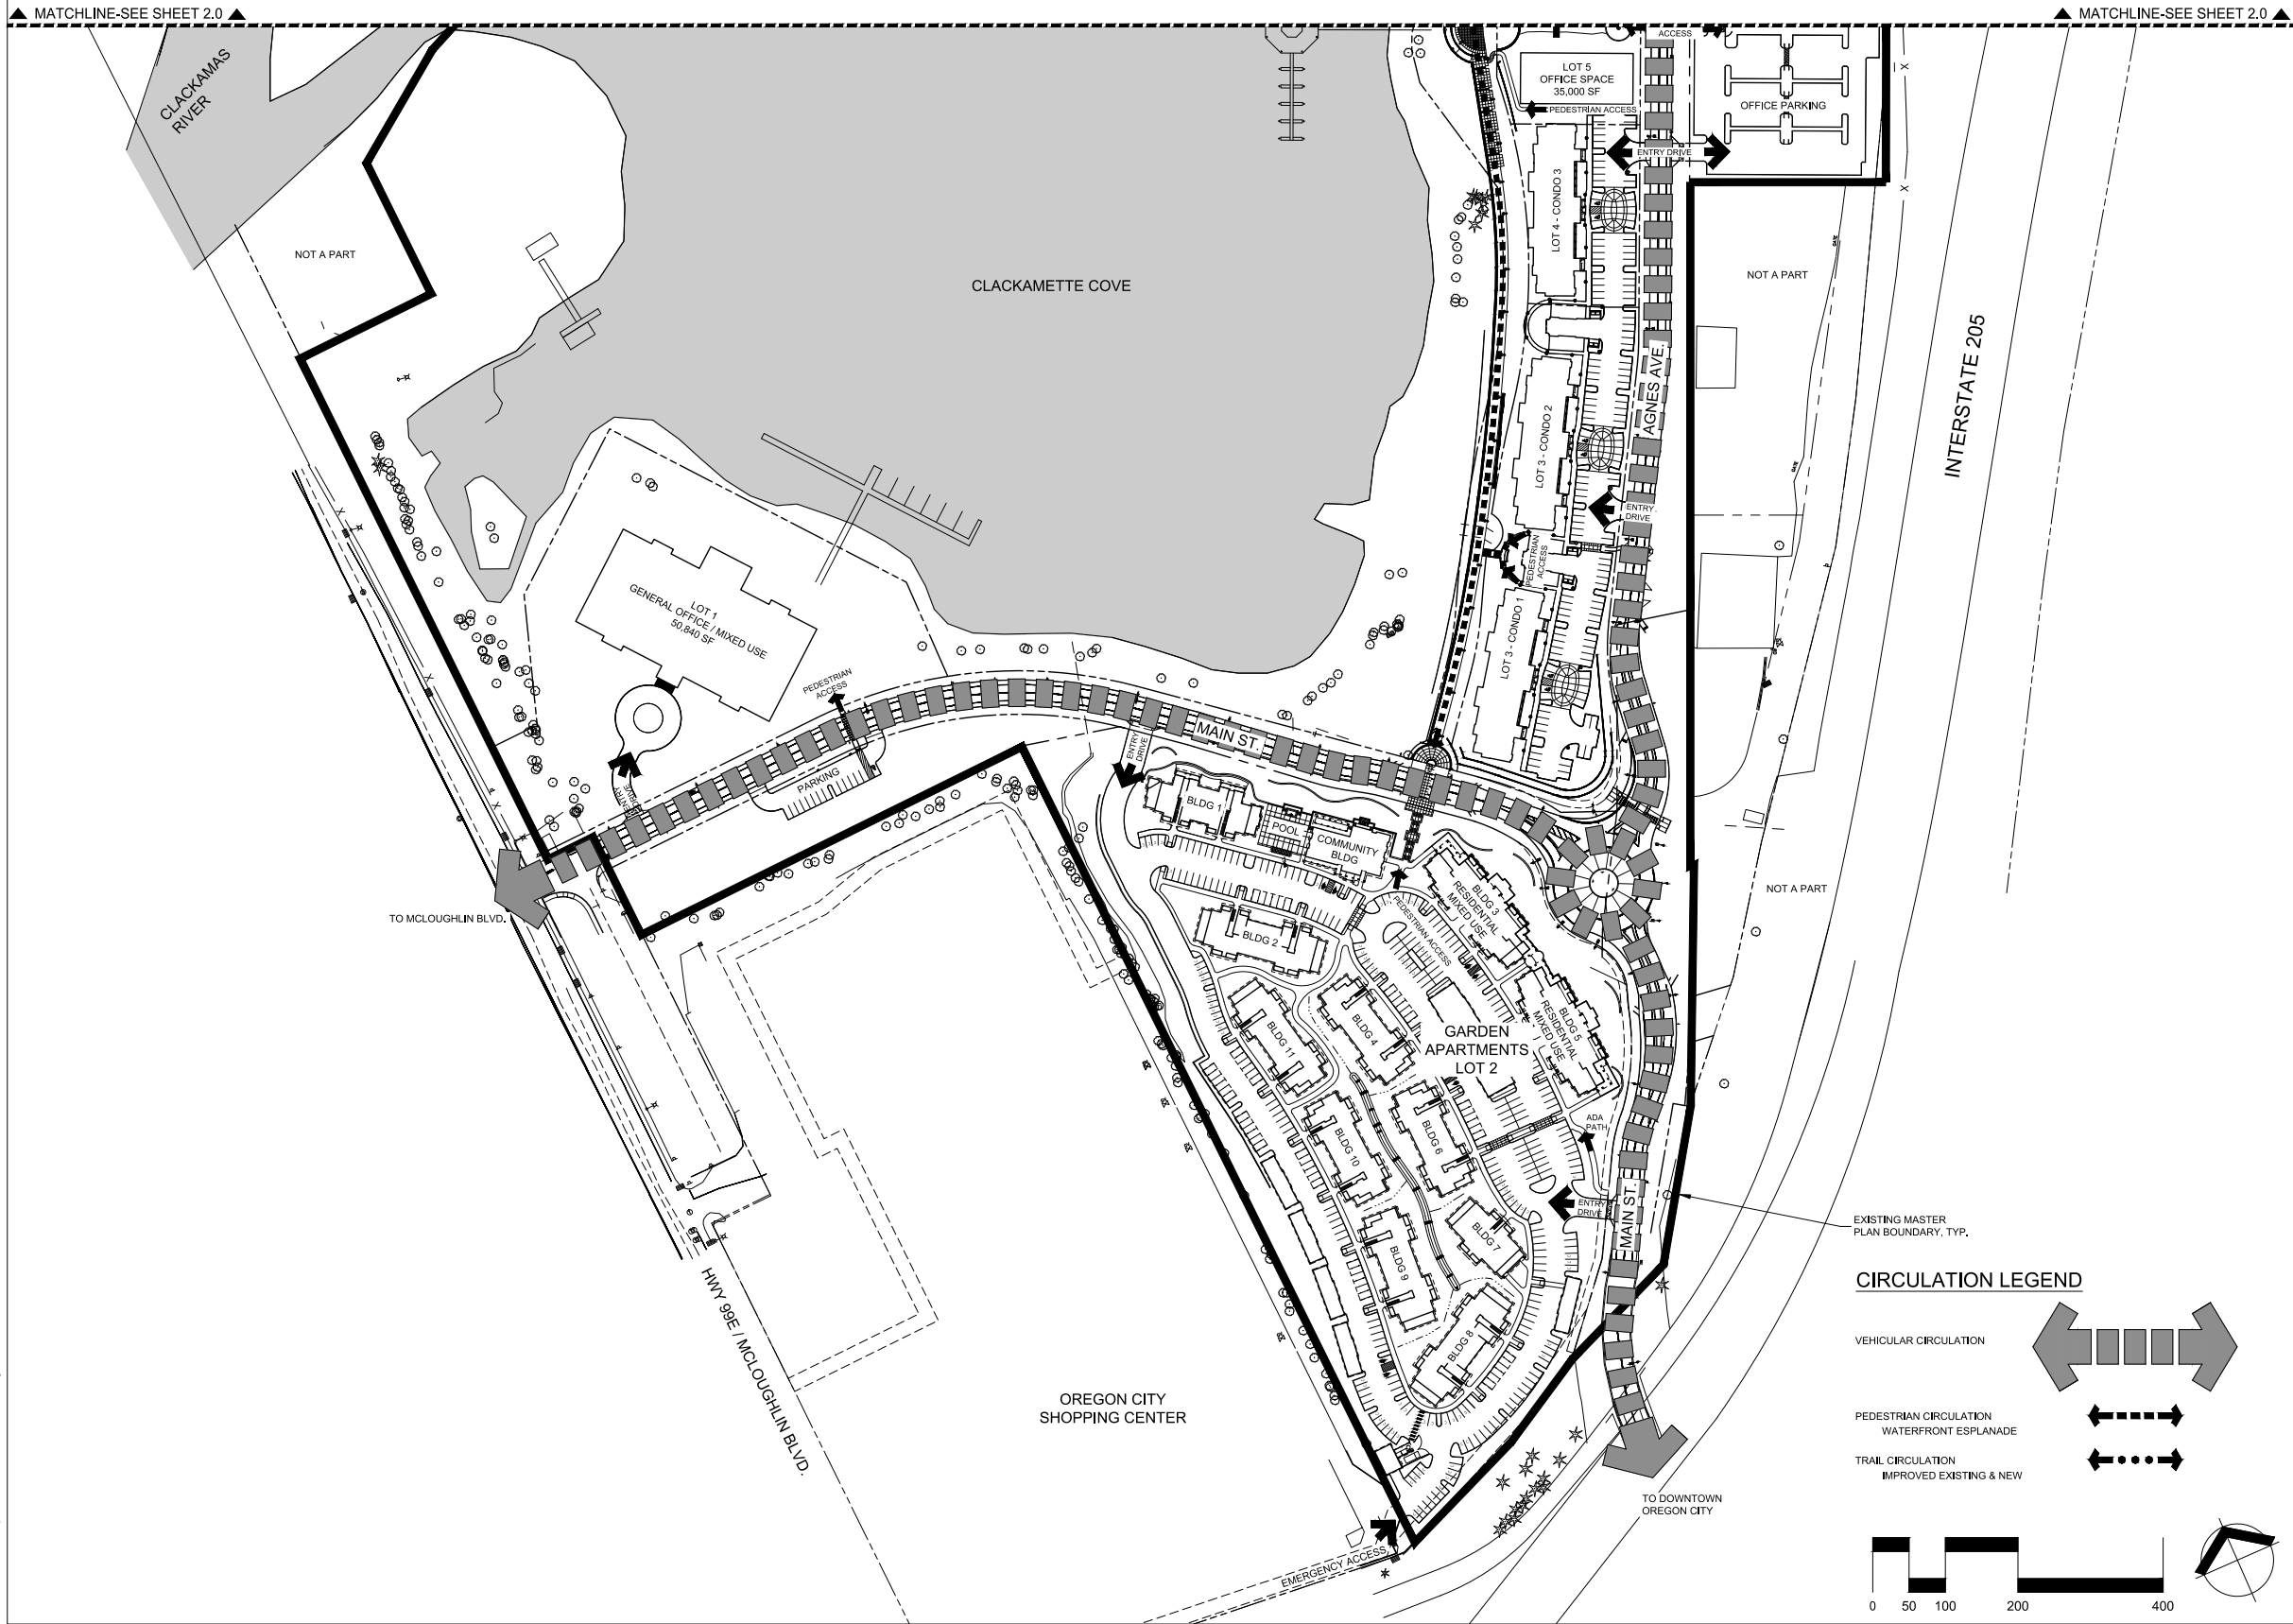 MATCHLINE-SEE SHEET 2.0
MATCHLINE-SEE SHEET 2.0
CLACKAMAS
RIVER
NOT A PART
CLACKAMETTE COVE
ACCESS
LOT 5
OFFICE SPACE
35,000 SF
PEDESTRIAN ACCESS
OFFICE PARKING
ENTRY DRIVE
LOT 4 - CONDO 3
NOT A PART
INTERSTATE 205
AGNES AVE.
LOT 3 - CONDO 2
ENTRY
DRIVE
PEDESTRIAN
ACCESS
LOT 3 - CONDO 1
LOT 1
GENERAL OFFICE / MIXED USE
50,840 SF
PEDESTRIAN
ACCESS
ENTRY
DRIVE
PARKING
MAIN ST.
ENTRY
DRIVE
TO MCLOUGHLIN BLVD.
BLDG 1
POOL
COMMUNITY
BLDG
BLDG 2
PEDESTRIAN ACCESS
BLDG 3
RESIDENTIAL
MIXED USE
NOT A PART
BLDG 11
BLDG 4
GARDEN
APARTMENTS
LOT 2
BLDG 5
RESIDENTIAL
MIXED USE
BLDG 10
BLDG 6
ADA
PATH
ENTRY
DRIVE
MAIN ST.
BLDG 7
BLDG 9
BLDG 8
EXISTING MASTER
PLAN BOUNDARY, TYP.
HWY 99E / MCLOUGHLIN BLVD.
OREGON CITY
SHOPPING CENTER
EMERGENCY ACCESS
TO DOWNTOWN
OREGON CITY
CIRCULATION LEGEND
VEHICULAR CIRCULATION
PEDESTRIAN CIRCULATION
WATERFRONT ESPLANADE
TRAIL CIRCULATION
IMPROVED EXISTING & NEW
0 50 100 200 400